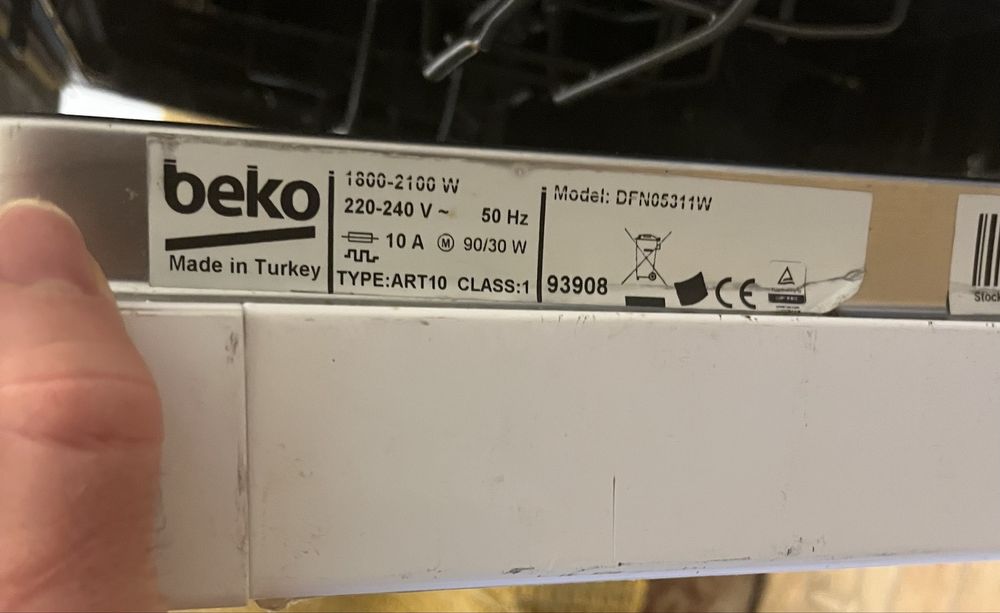 beko
Made in Turkey
1800-2100 W
220-240 V ~ 50 Hz
10 A M 90/30 W
TYPE:ART10 CLASS:1
Model: DFN05311W
93908
CE
Stock